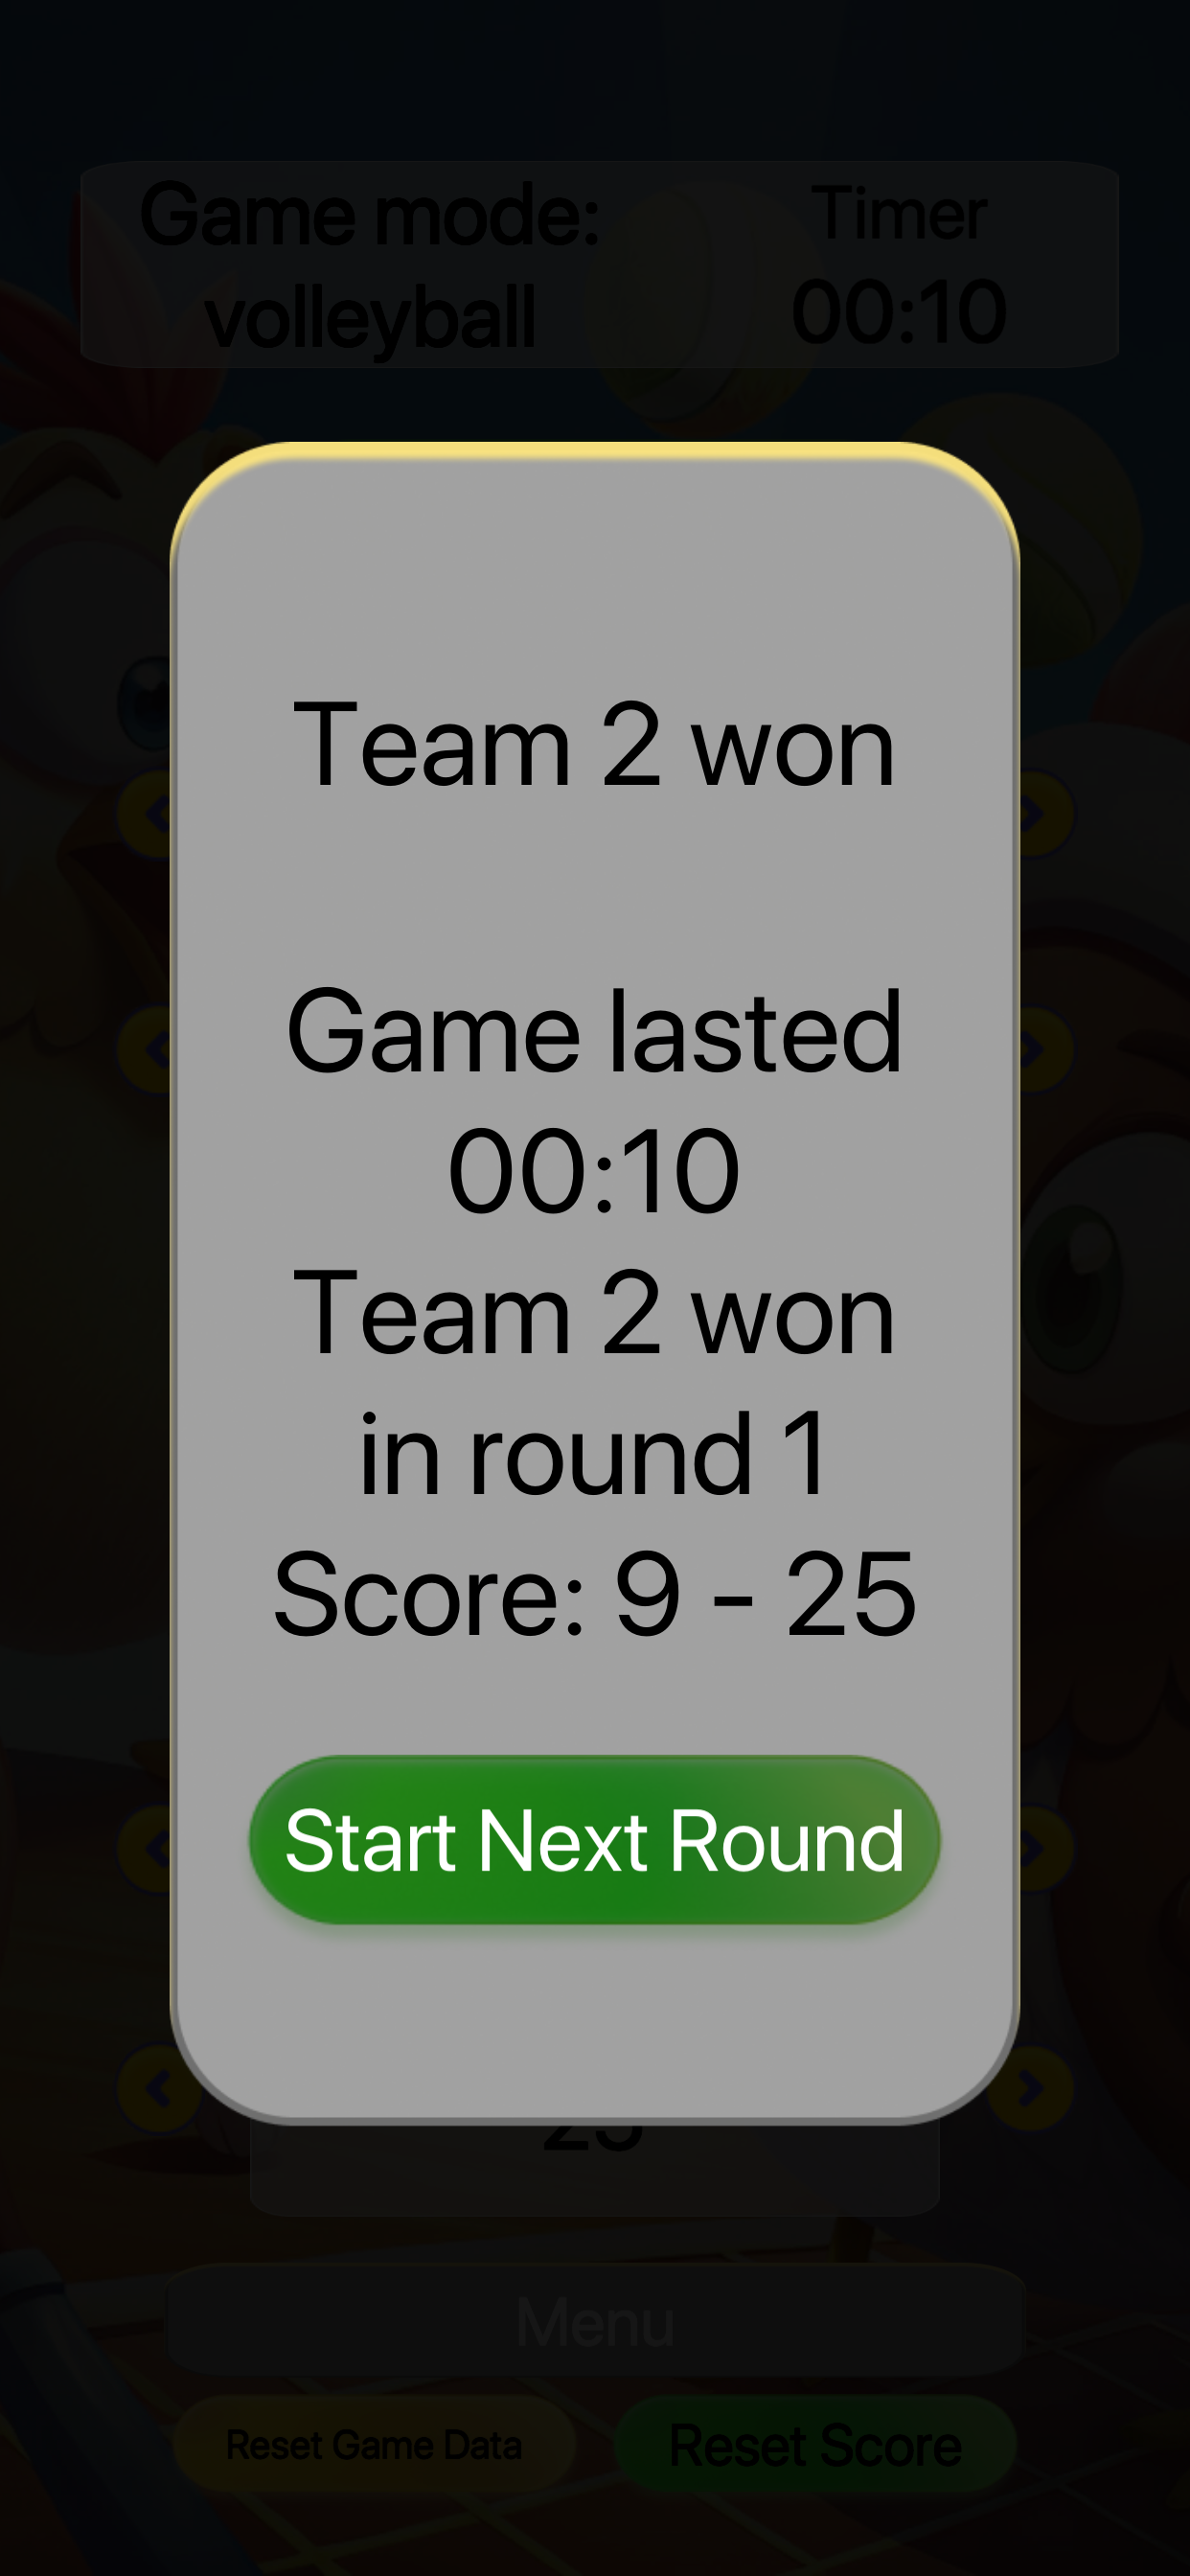 Game mode:
volleyball
Timer
00:10
Team 2 won
Game lasted
00:10
Team 2 won
in round 1
Score: 9 - 25
Start Next Round
Menu
Reset Game Data
Reset Score